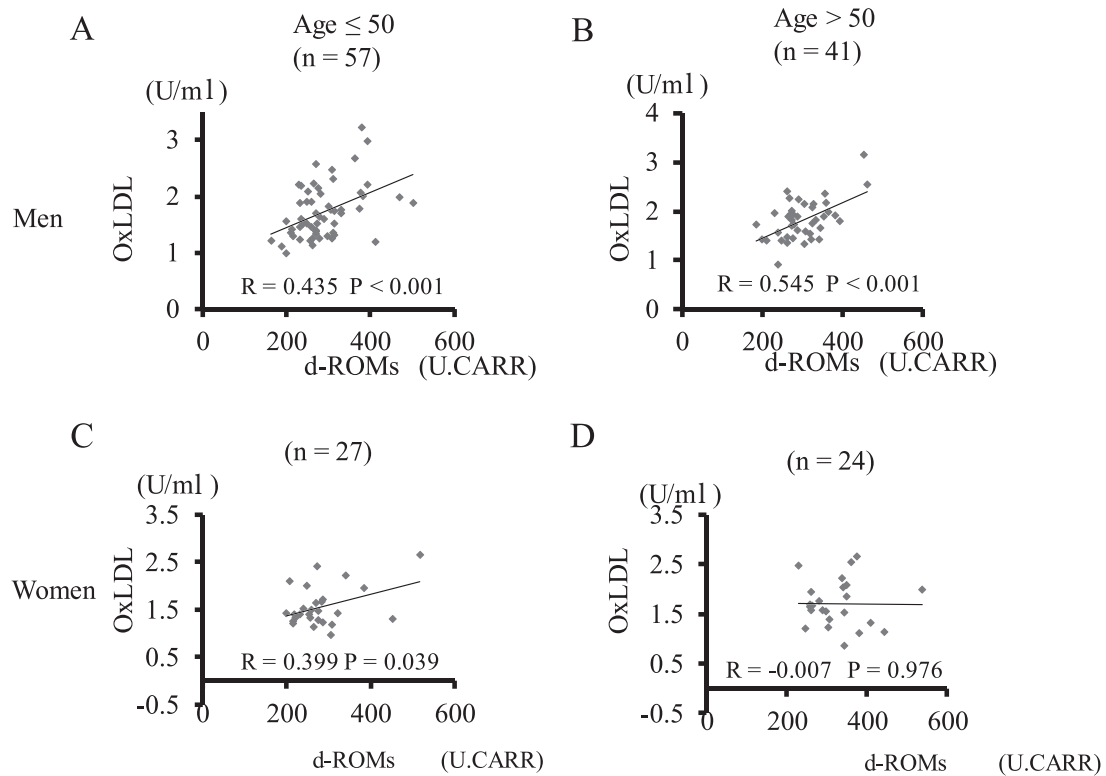 A
Age ≤ 50
(n = 57)
(U/ml)
3
2
1
0
OxLDL
R = 0.435 P < 0.001
0 200 400 600
d-ROMs (U.CARR)
B
Age > 50
(n = 41)
(U/ml)
4
3
2
1
0
OxLDL
R = 0.545 P < 0.001
0 200 400 600
d-ROMs (U.CARR)
Men
C
(n = 27)
(U/ml)
3.5
2.5
1.5
0.5
-0.5
OxLDL
R = 0.399 P = 0.039
0 200 400 600
d-ROMs (U.CARR)
D
(n = 24)
(U/ml)
3.5
2.5
1.5
0.5
-0.5
OxLDL
R = -0.007 P = 0.976
0 200 400 600
d-ROMs (U.CARR)
Women